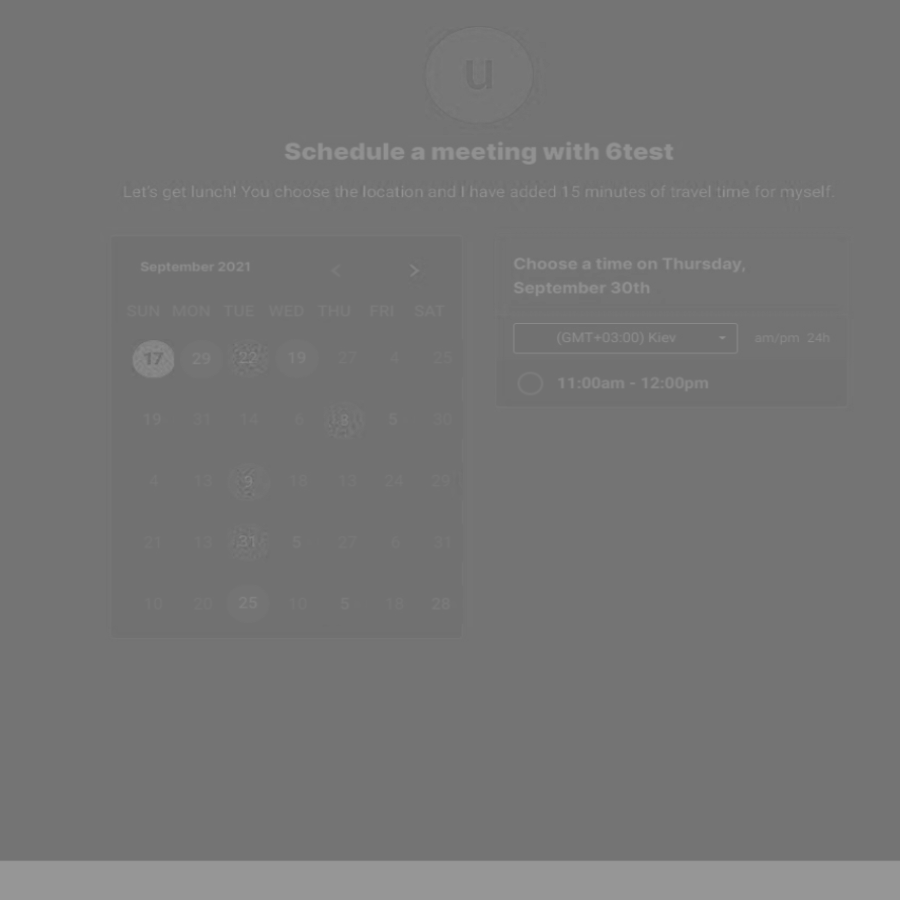 u
Schedule a meeting with 6test
Let's get lunch! You choose the location and I have added 15 minutes of travel time for myself.
September 2021 < >
SUN MON TUE WED THU FRI SAT
17 29 22 19 27 4 25
19 31 14 6 8 5 30
4 13 9 18 13 24 29
21 13 31 5 27 6 31
18 20 25 10 5 18 28
Choose a time on Thursday,
September 30th
(GMT+03:00) Kiev am/pm 24h
11:00am - 12:00pm